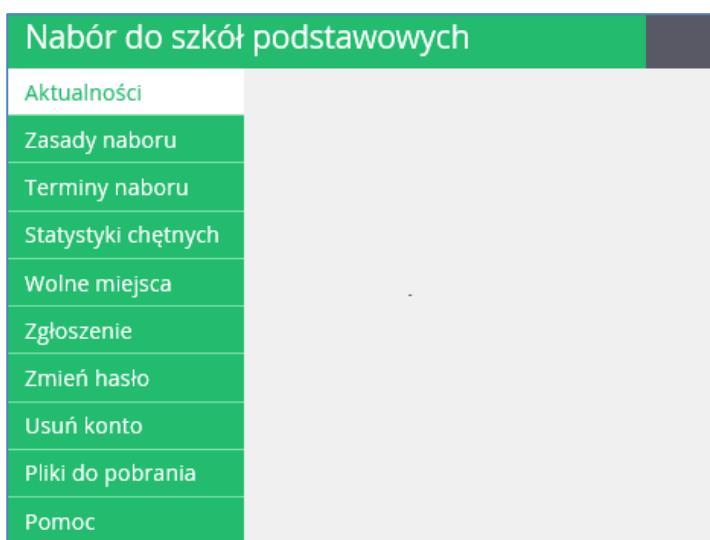 Nabór do szkół podstawowych
Aktualności
Zasady naboru
Terminy naboru
Statystyki chętnych
Wolne miejsca
Zgłoszenie
Zmień hasło
Usuń konto
Pliki do pobrania
Pomoc